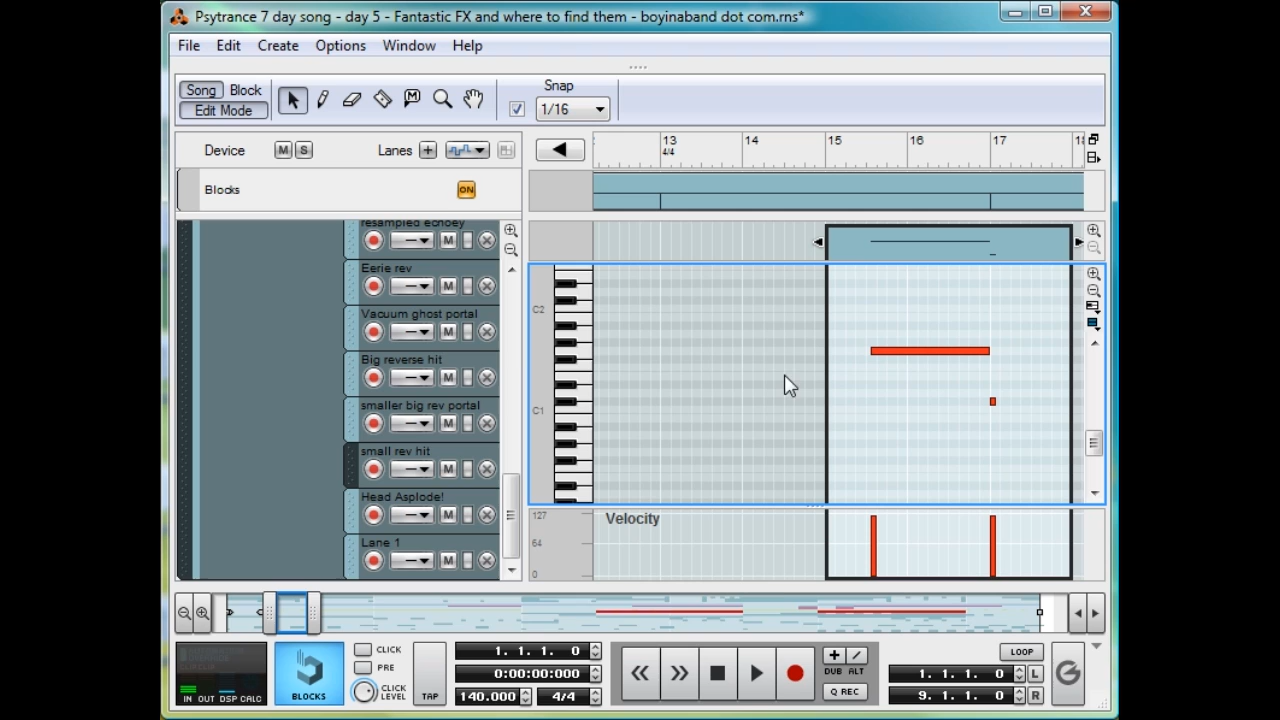 Psytrance 7 day song - day 5 - Fantastic FX and where to find them - boyinaband dot com.rns*
File Edit Create Options Window Help
Snap
Song Block
Edit Mode
1/16
Device M S Lanes +
13 14 15 16 17 18
4/4
Blocks ON
resampled echoey
M
Eerie rev
M
Vacuum ghost portal
M
Big reverse hit
M
smaller big rev portal
M
small rev hit
M
Head Asplode!
M
Lane 1
M
C2
C1
127
64
0
Velocity
IN OUT DSP CALC
BLOCKS
CLICK
PRE
CLICK
LEVEL
TAP
1. 1. 1. 0
0:00:00:000
140.000 4/4
DUB ALT
Q REC
LOOP
1. 1. 1. 0 L
9. 1. 1. 0 R